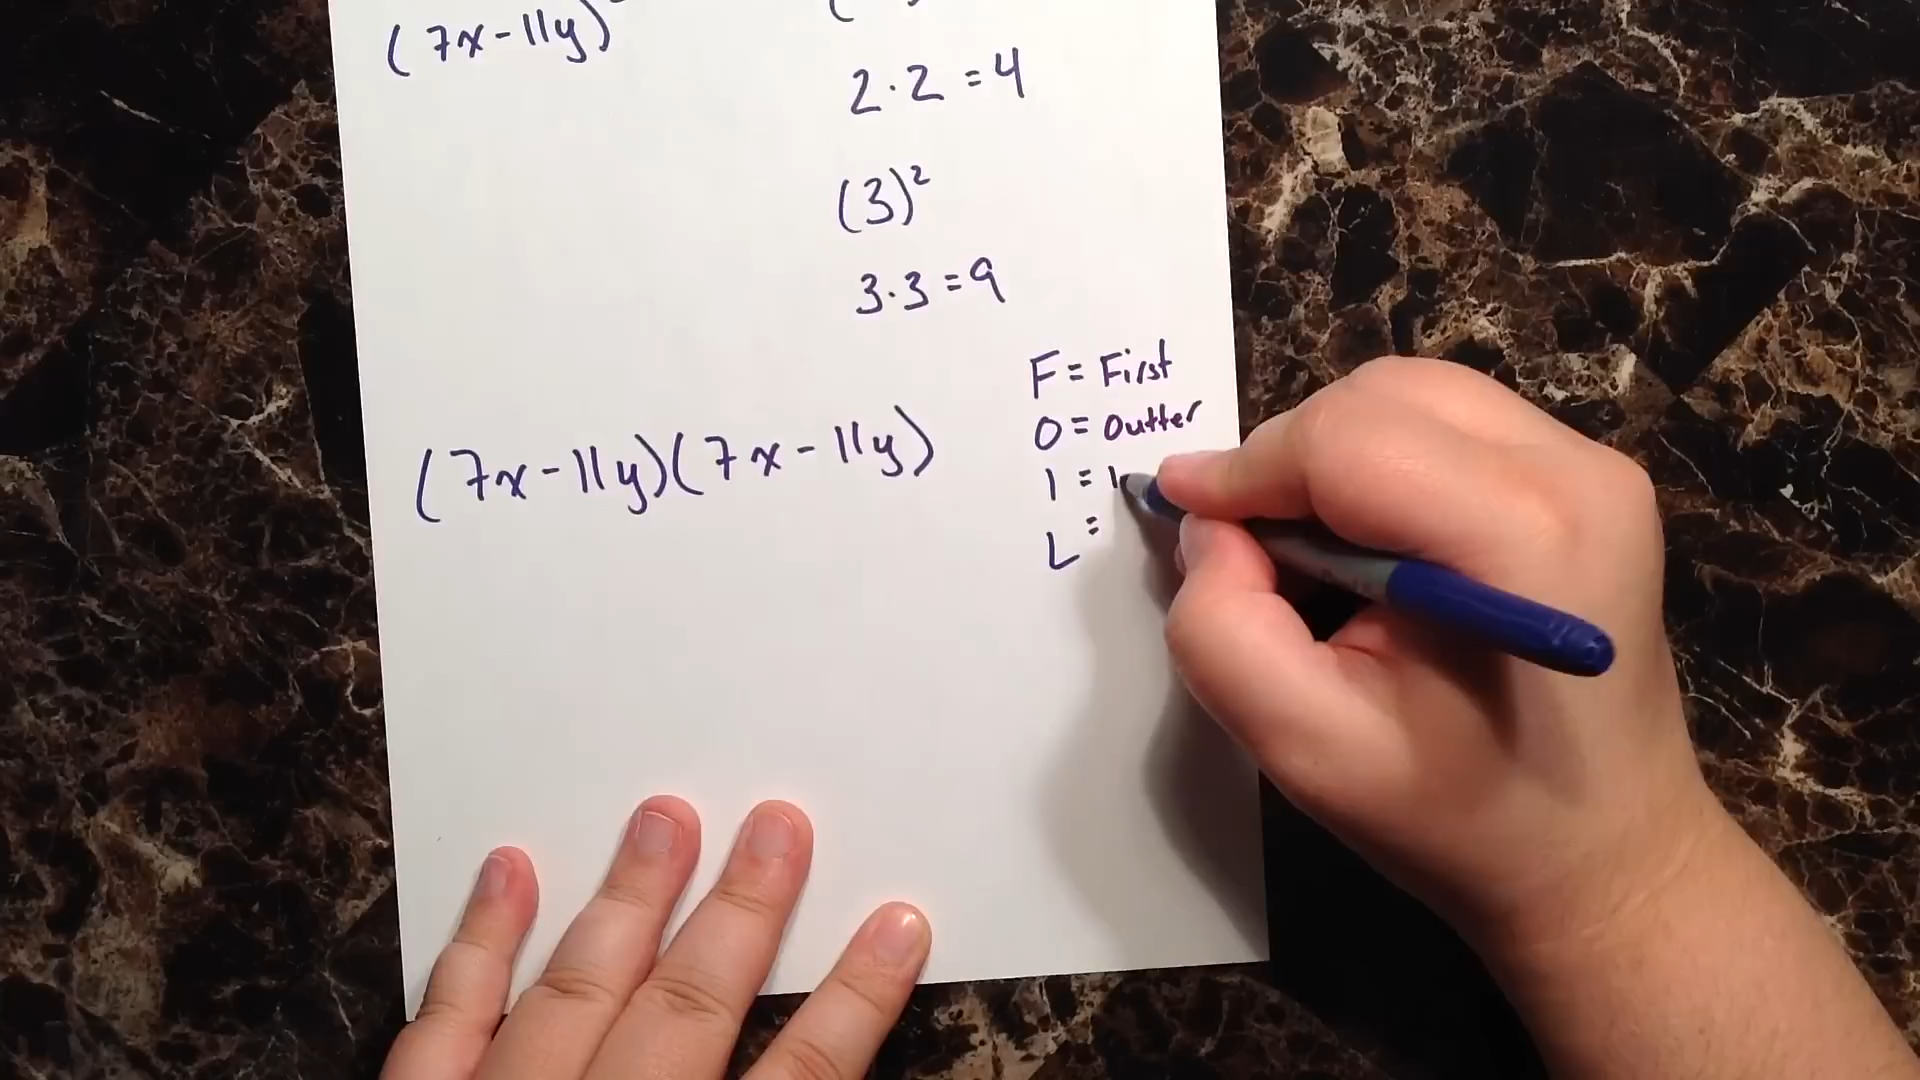 (7x-11y)
2·2=4
(3)²
3·3=9
F = First
O = Outter
(7x-11y)(7x-11y)
I =
L =